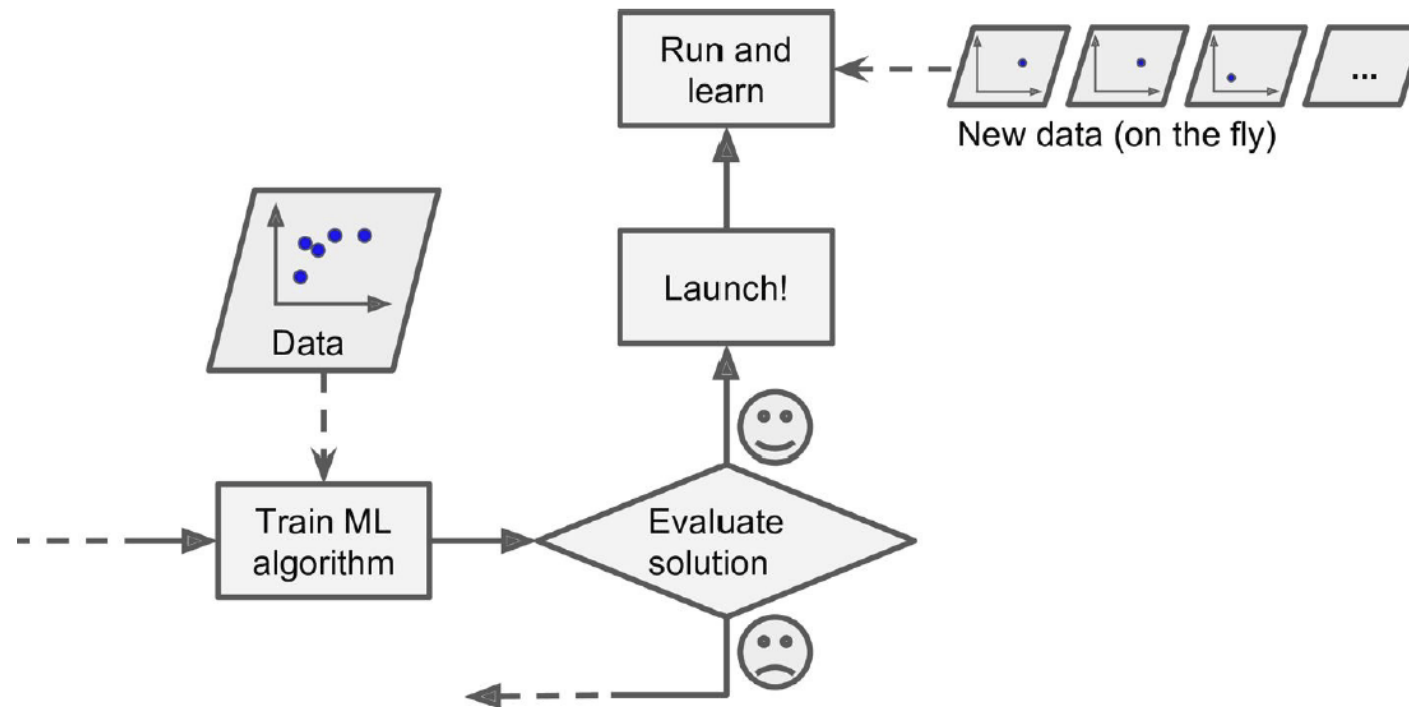 Run and
learn
...
New data (on the fly)
Launch!
Data
Train ML
algorithm
Evaluate
solution